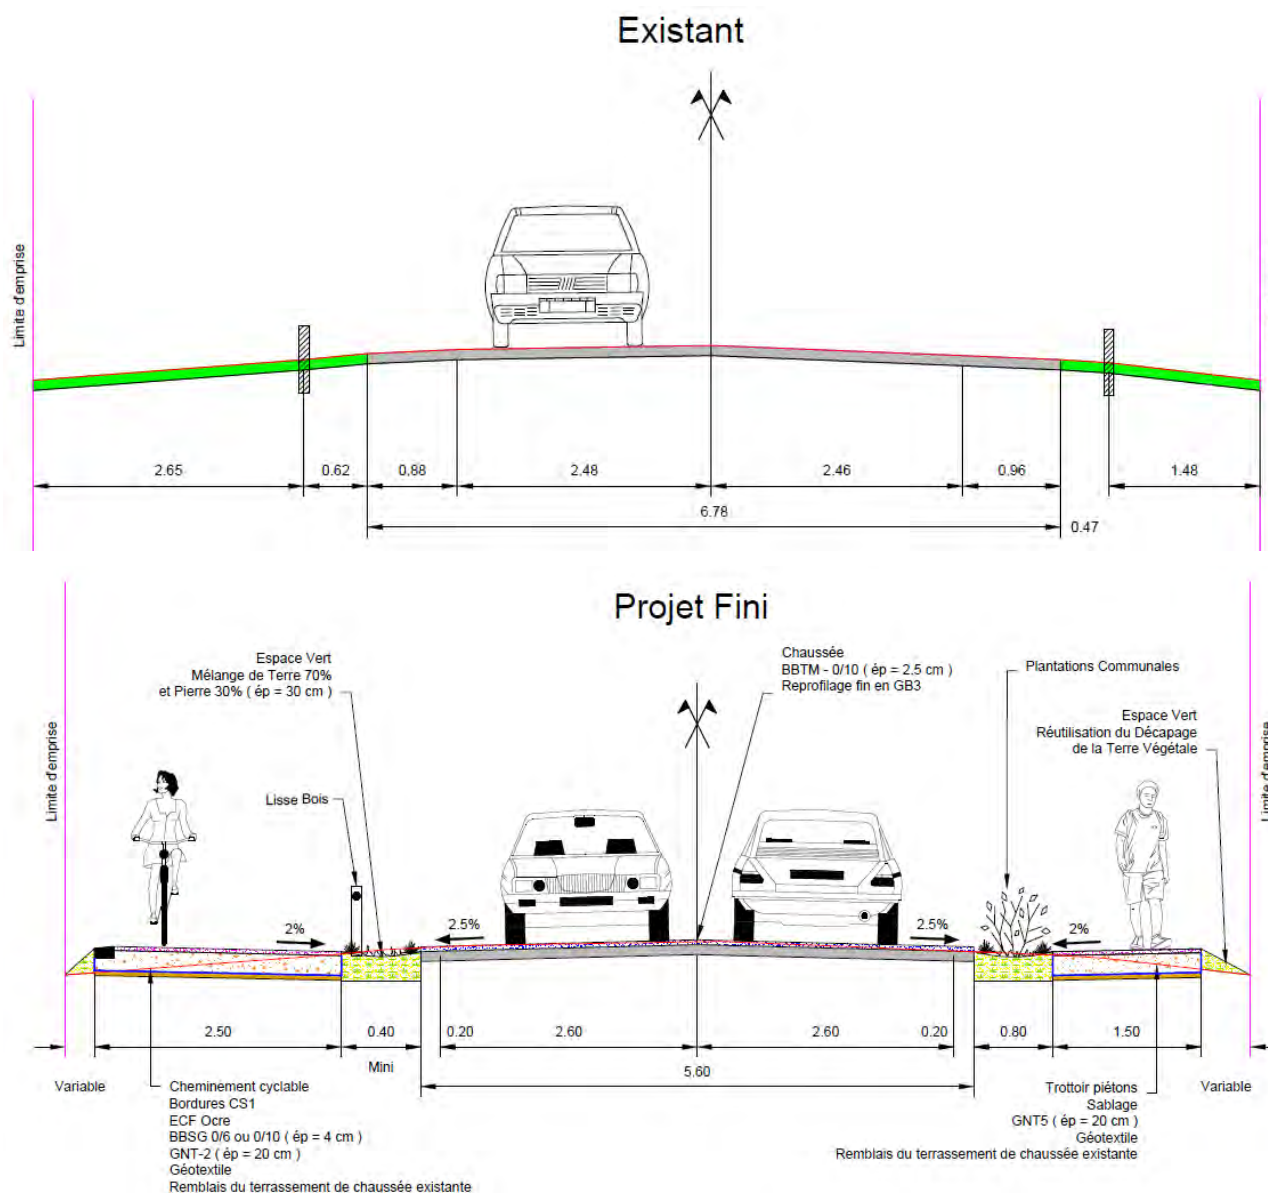 Existant
Limite d'emprise
2.65
0.62
0.88
2.48
2.46
0.96
1.48
6.78
0.47
Projet Fini
Espace Vert
Mélange de Terre 70%
et Pierre 30% ( ép = 30 cm )
Chaussée
BBTM - 0/10 ( ép = 2.5 cm )
Reprofilage fin en GB3
Plantations Communales
Espace Vert
Réutilisation du Décapage
de la Terre Végétale
Limite d'emprise
Limite d'emprise
Lisse Bois
2%
2.5%
2.5%
2%
2.50
0.40
0.20
2.60
2.60
0.20
0.80
1.50
Mini
5.60
Variable
Variable
Cheminement cyclable
Bordures CS1
ECF Ocre
BBSG 0/6 ou 0/10 ( ép = 4 cm )
GNT-2 ( ép = 20 cm )
Géotextile
Remblais du terrassement de chaussée existante
Trottoir piétons
Sablage
GNT5 ( ép = 20 cm )
Géotextile
Remblais du terrassement de chaussée existante